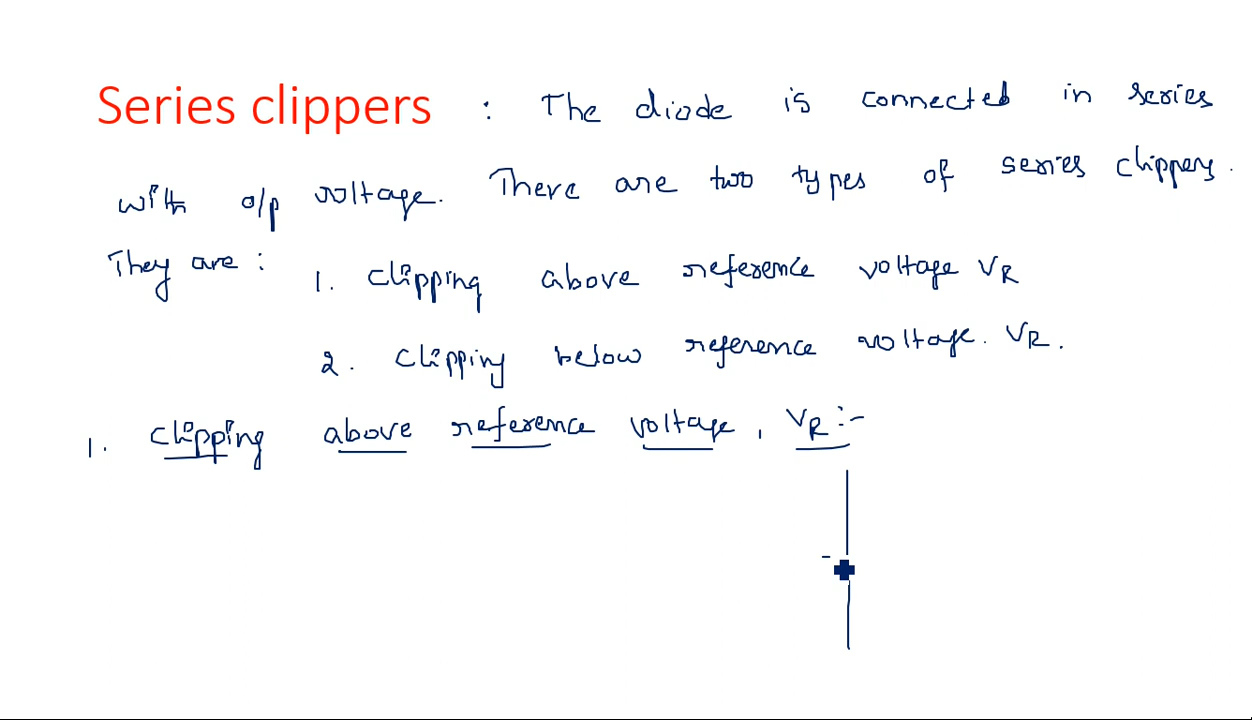 Series clippers : The diode is connected in series
with o/p voltage. There are two types of series clippers.
They are : 1. Clipping above reference voltage VR
2. Clipping below reference voltage. VR.
1. Clipping above reference voltage, VR :-